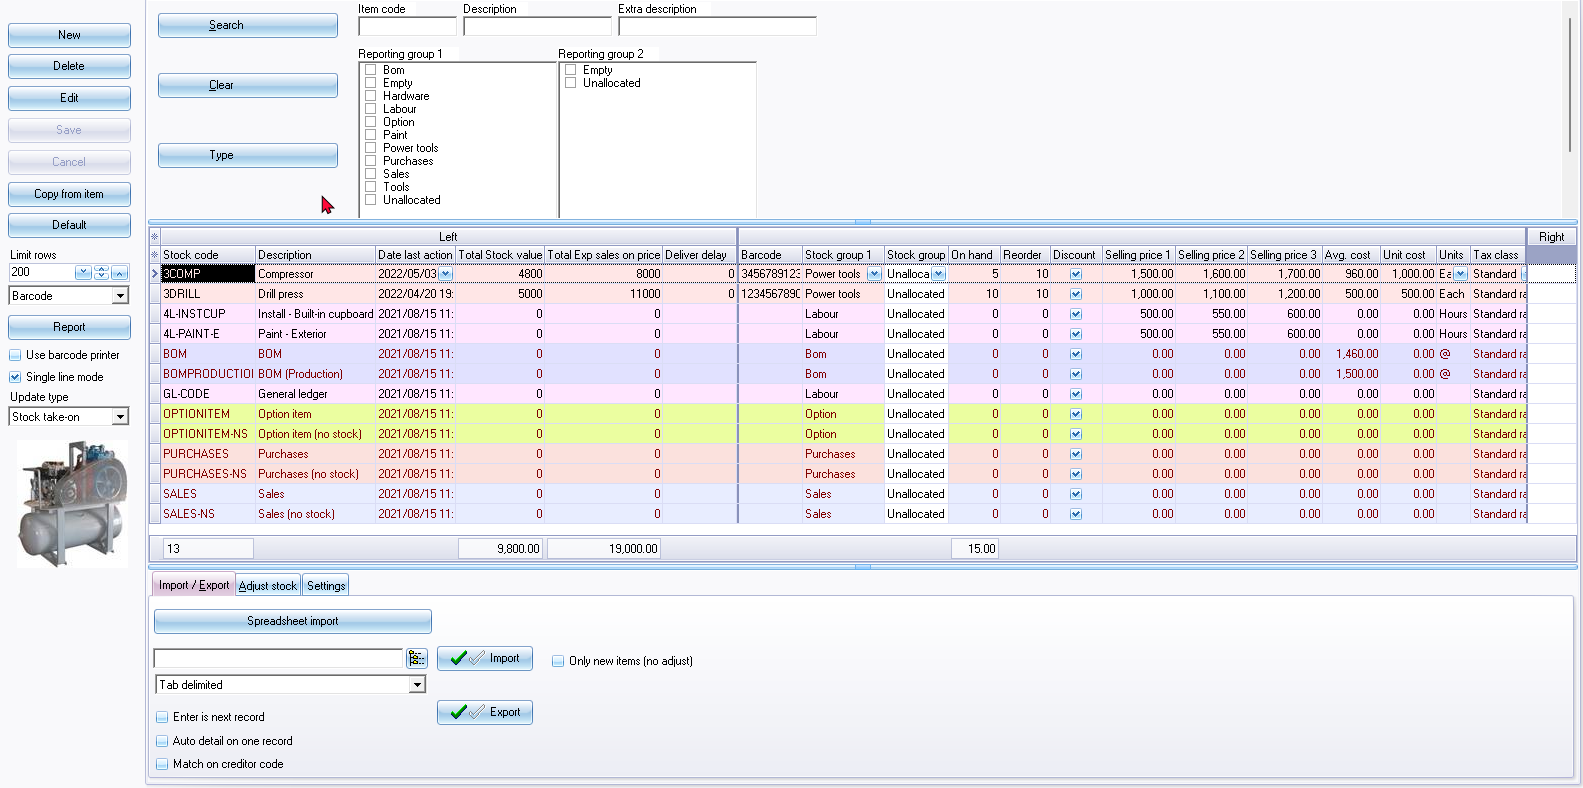 New
Delete
Edit
Save
Cancel
Copy from item
Default
Limit rows
200
Barcode
Report
Use barcode printer
Single line mode
Update type
Stock take-on
Search
Clear
Type
Item code Description Extra description
Reporting group 1 Reporting group 2
Bom Empty
Empty Unallocated
Hardware
Labour
Option
Paint
Power tools
Purchases
Sales
Tools
Unallocated
Left Right
Stock code Description Date last action Total Stock value Total Exp sales on price Deliver delay Barcode Stock group 1 Stock group On hand Reorder Discount Selling price 1 Selling price 2 Selling price 3 Avg. cost Unit cost Units Tax class
3COMP Compressor 2022/05/03 4800 8000 0 3456789123 Power tools Unalloca 5 10 1,500.00 1,600.00 1,700.00 960.00 1,000.00 Ea Standard
3DRILL Drill press 2022/04/20 19: 5000 11000 0 1234567890 Power tools Unallocated 10 10 1,000.00 1,100.00 1,200.00 500.00 500.00 Each Standard ra
4L-INSTCUP Install - Built-in cupboard 2021/08/15 11: 0 0 0 Labour Unallocated 0 0 500.00 550.00 600.00 0.00 0.00 Hours Standard ra
4L-PAINT-E Paint - Exterior 2021/08/15 11: 0 0 0 Labour Unallocated 0 0 500.00 550.00 600.00 0.00 0.00 Hours Standard ra
BOM BOM 2021/08/15 11: 0 0 0 Bom Unallocated 0 0 0.00 0.00 0.00 1,460.00 0.00 @ Standard ra
BOMPRODUCTIO BOM (Production) 2021/08/15 11: 0 0 0 Bom Unallocated 0 0 0.00 0.00 0.00 1,500.00 0.00 @ Standard ra
GL-CODE General ledger 2021/08/15 11: 0 0 0 Labour Unallocated 0 0 0.00 0.00 0.00 0.00 0.00 Standard ra
OPTIONITEM Option item 2021/08/15 11: 0 0 0 Option Unallocated 0 0 0.00 0.00 0.00 0.00 0.00 Standard ra
OPTIONITEM-NS Option item (no stock) 2021/08/15 11: 0 0 0 Option Unallocated 0 0 0.00 0.00 0.00 0.00 0.00 Standard ra
PURCHASES Purchases 2021/08/15 11: 0 0 0 Purchases Unallocated 0 0 0.00 0.00 0.00 0.00 0.00 Standard ra
PURCHASES-NS Purchases (no stock) 2021/08/15 11: 0 0 0 Purchases Unallocated 0 0 0.00 0.00 0.00 0.00 0.00 Standard ra
SALES Sales 2021/08/15 11: 0 0 0 Sales Unallocated 0 0 0.00 0.00 0.00 0.00 0.00 Standard ra
SALES-NS Sales (no stock) 2021/08/15 11: 0 0 0 Sales Unallocated 0 0 0.00 0.00 0.00 0.00 0.00 Standard ra
13 9,800.00 19,000.00 15.00
Import / Export Adjust stock Settings
Spreadsheet import
Import Only new items (no adjust)
Tab delimited
Export
Enter is next record
Auto detail on one record
Match on creditor code